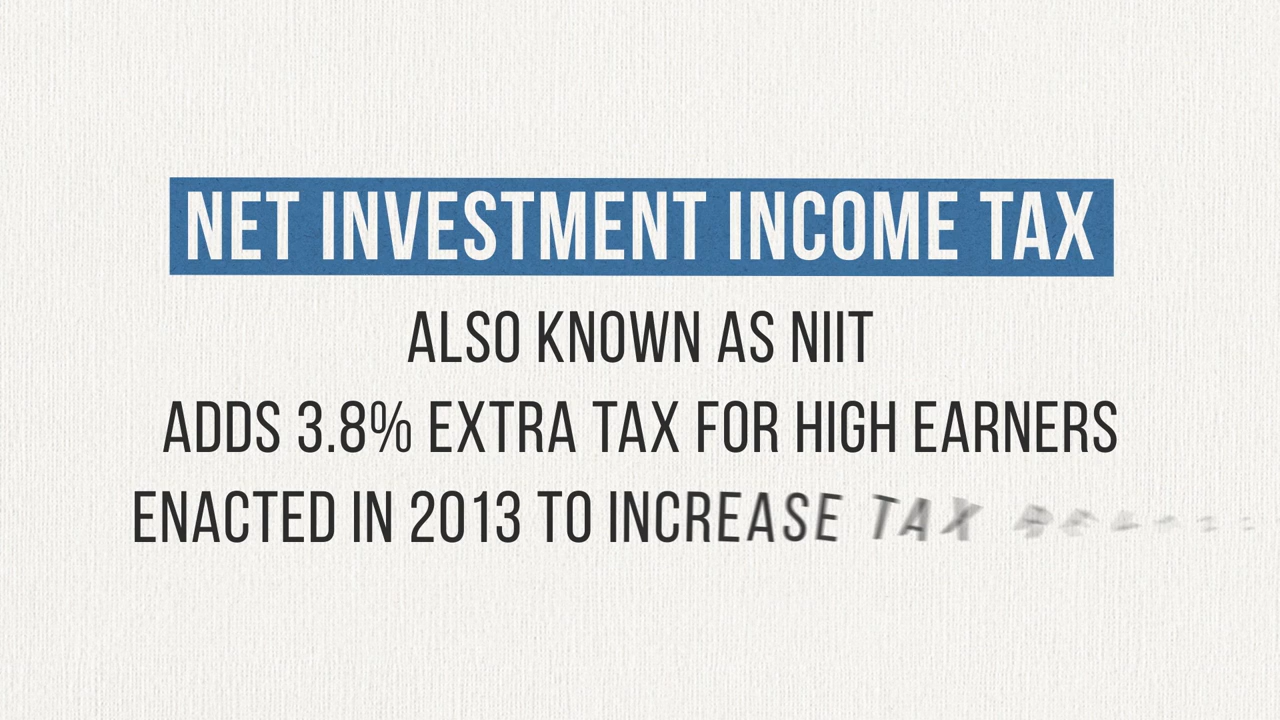 NET INVESTMENT INCOME TAX
ALSO KNOWN AS NIIT
ADDS 3.8% EXTRA TAX FOR HIGH EARNERS
ENACTED IN 2013 TO INCREASE TAX